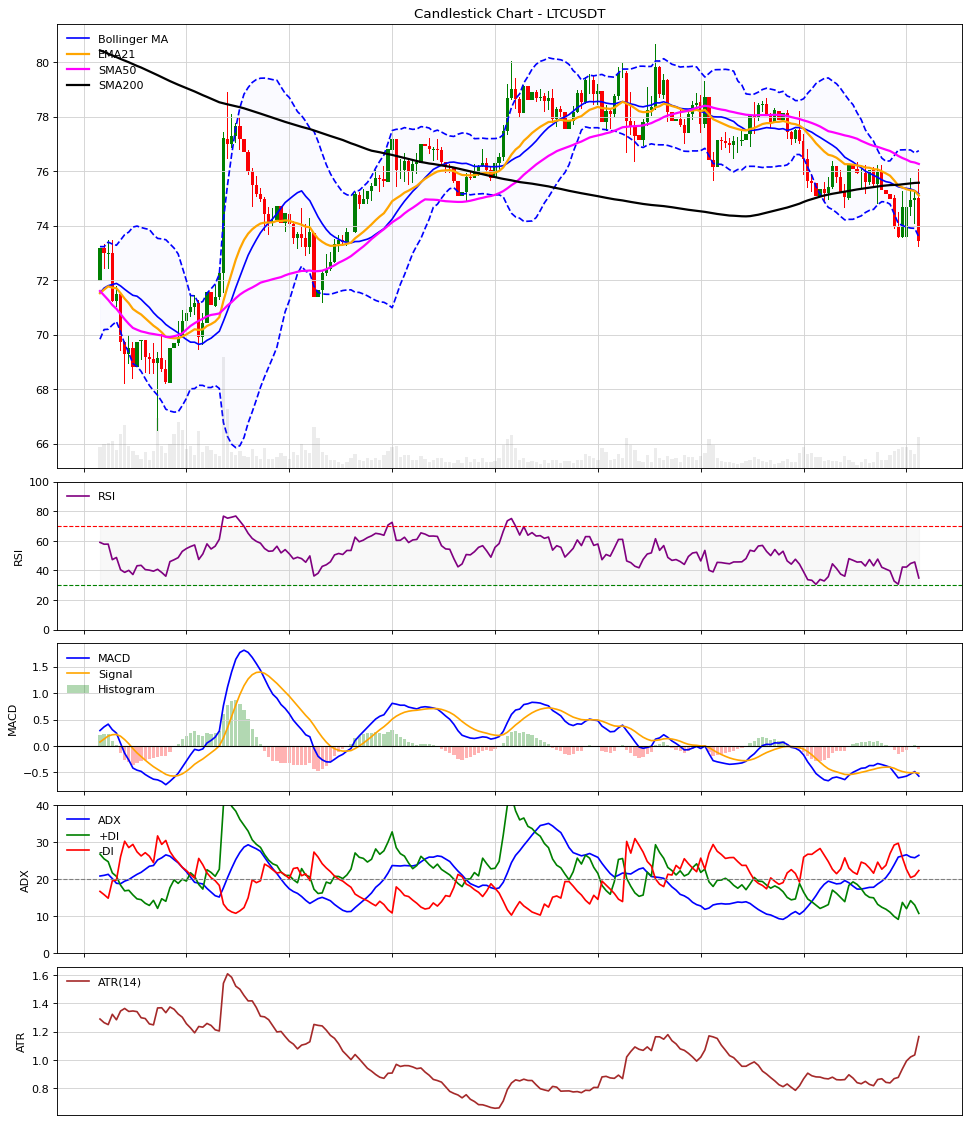 Candlestick Chart - LTCUSDT
Bollinger MA
EMA21
SMA50
SMA200
80
78
76
74
72
70
68
66
RSI
100
80
60
40
20
0
RSI
MACD
Signal
Histogram
1.5
1.0
0.5
0.0
−0.5
MACD
ADX
+DI
-DI
40
30
20
10
0
ADX
ATR(14)
1.6
1.4
1.2
1.0
0.8
ATR